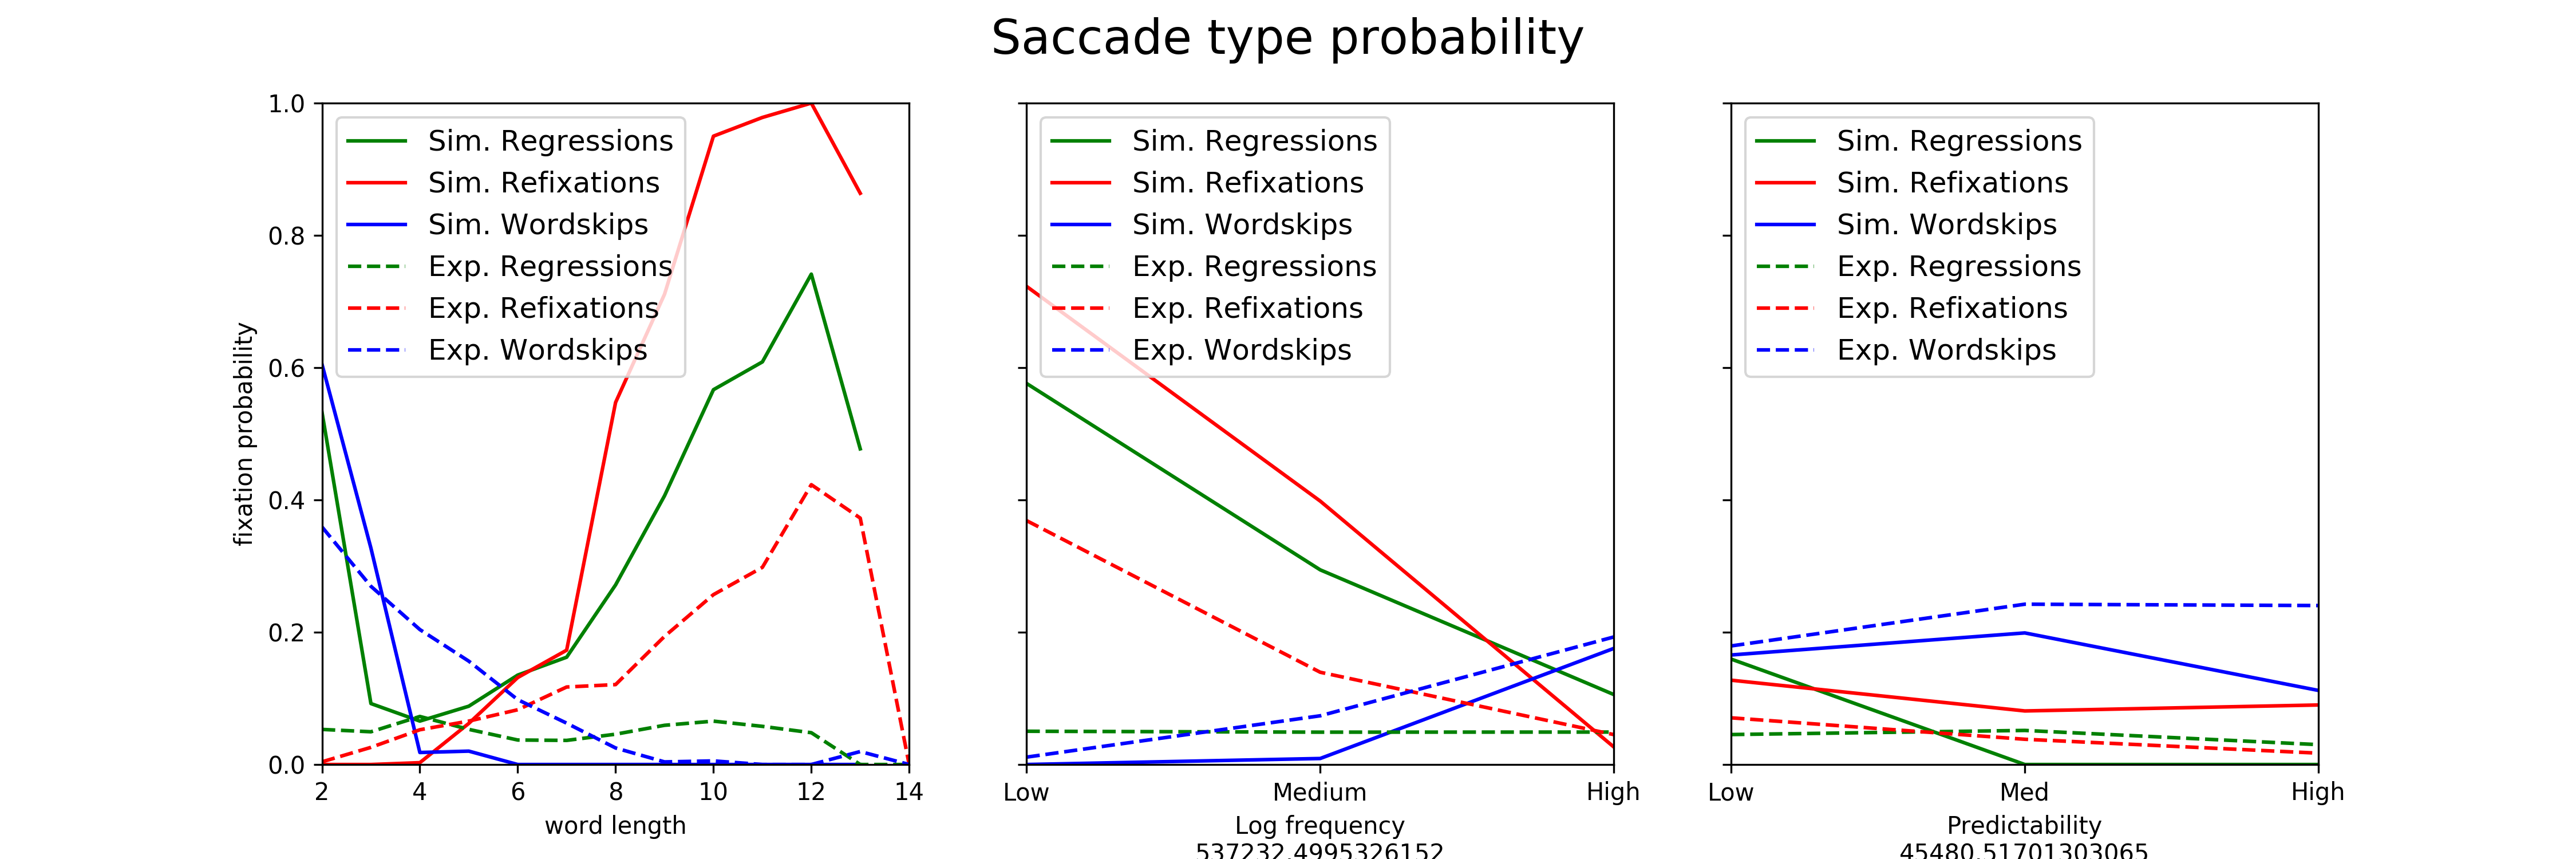 Saccade type probability
fixation probability
1.0
0.8
0.6
0.4
0.2
0.0
Sim. Regressions
Sim. Refixations
Sim. Wordskips
Exp. Regressions
Exp. Refixations
Exp. Wordskips
2 4 6 8 10 12 14
word length
Sim. Regressions
Sim. Refixations
Sim. Wordskips
Exp. Regressions
Exp. Refixations
Exp. Wordskips
Low Medium High
Log frequency
537232.4995326152
Sim. Regressions
Sim. Refixations
Sim. Wordskips
Exp. Regressions
Exp. Refixations
Exp. Wordskips
Low Med High
Predictability
45480.51701303065